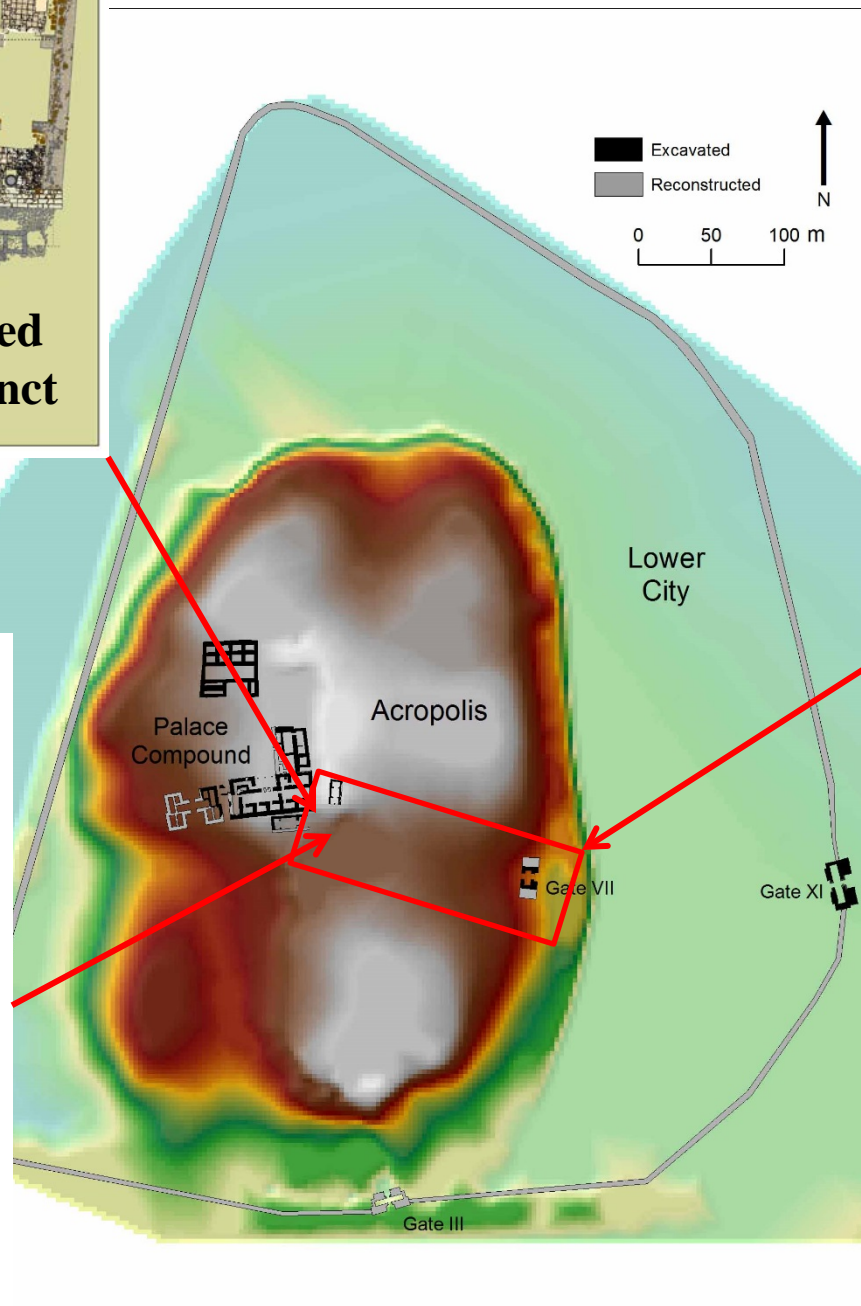 ed
nct
Excavated
Reconstructed
N
0 50 100 m
Lower
City
Acropolis
Palace
Compound
Gate VII
Gate XI
Gate III